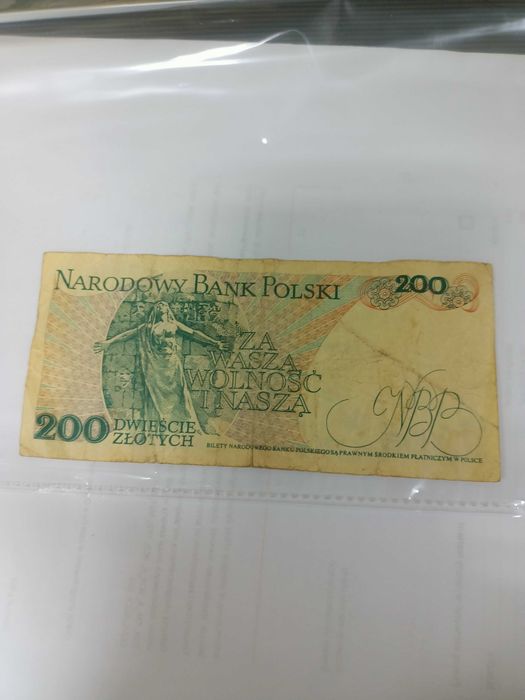 NARODOWY BANK POLSKI
200
ZA
WASZĄ
WOLNOŚĆ
I NASZĄ
NBP
200
DWIEŚCIE
ZŁOTYCH
BILETY NARODOWEGO BANKU POLSKIEGO SĄ PRAWNYM ŚRODKIEM PŁATNICZYM W POLSCE